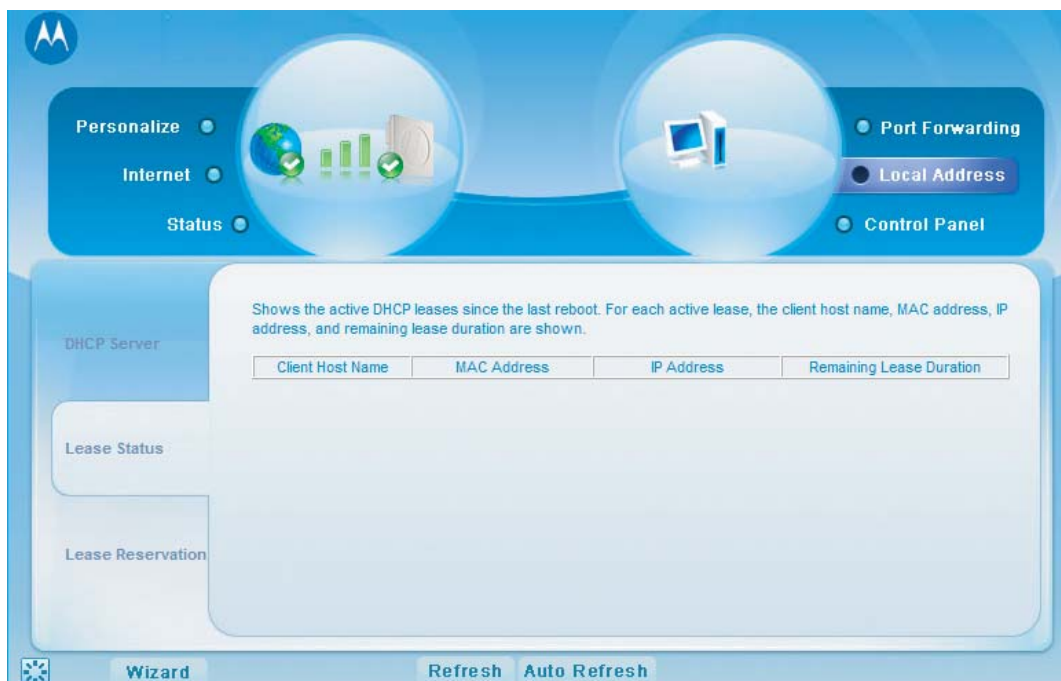 Personalize
Internet
Status
Port Forwarding
Local Address
Control Panel
DHCP Server
Lease Status
Lease Reservation
Shows the active DHCP leases since the last reboot. For each active lease, the client host name, MAC address, IP
address, and remaining lease duration are shown.
Client Host Name MAC Address IP Address Remaining Lease Duration
Wizard Refresh Auto Refresh